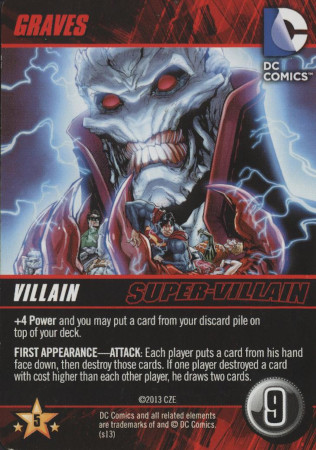 GRAVES
DC
DC
COMICS™
VILLAIN
SUPER-VILLAIN
+4 Power and you may put a card from your discard pile on
top of your deck.
FIRST APPEARANCE—ATTACK: Each player puts a card from his hand
face down, then destroy those cards. If one player destroyed a
card with cost higher than each other player, he draws two cards.
©2013 CZE.
5
DC Comics and all related elements
are trademarks of and © DC Comics.
(s13)
9